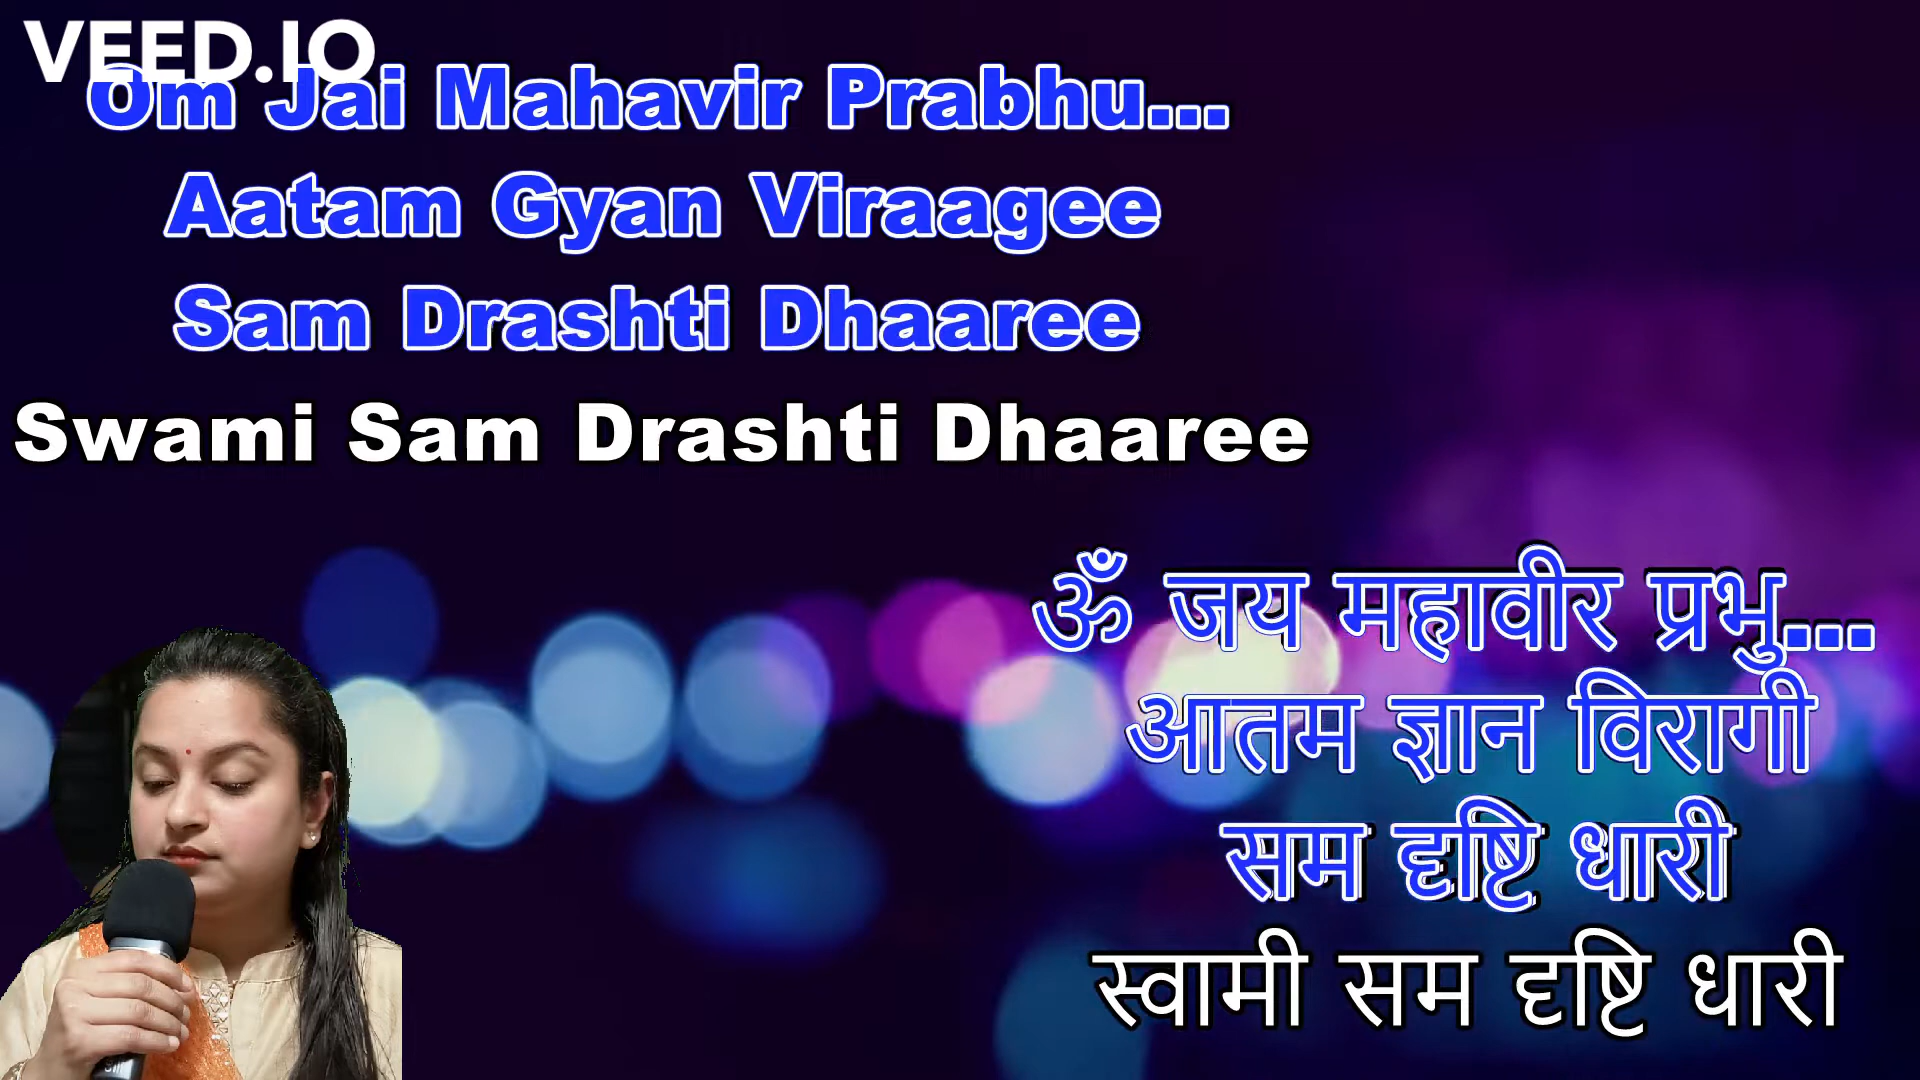 VEED.IO
Om Jai Mahavir Prabhu...
Aatam Gyan Viraagee
Sam Drashti Dhaaree
Swami Sam Drashti Dhaaree
ॐ जय महावीर प्रभु...
आतम ज्ञान विरागी
सम दृष्टि धारी
स्वामी सम दृष्टि धारी